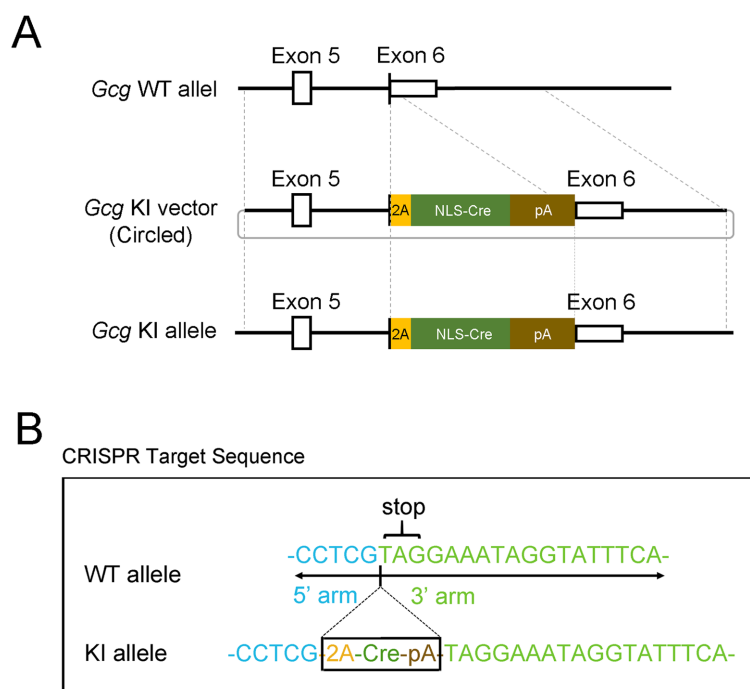 A
Exon 5 Exon 6
Gcg WT allel
Exon 5 Exon 6
Gcg KI vector
(Circled)
2A NLS-Cre pA
Exon 5 Exon 6
Gcg KI allele
2A NLS-Cre pA
B
CRISPR Target Sequence
stop
-CCTCGTAGGAAATAGGTATTTCA-
WT allele
5’ arm 3’ arm
KI allele
-CCTCG-2A-Cre-pA-TAGGAAATAGGTATTTCA-